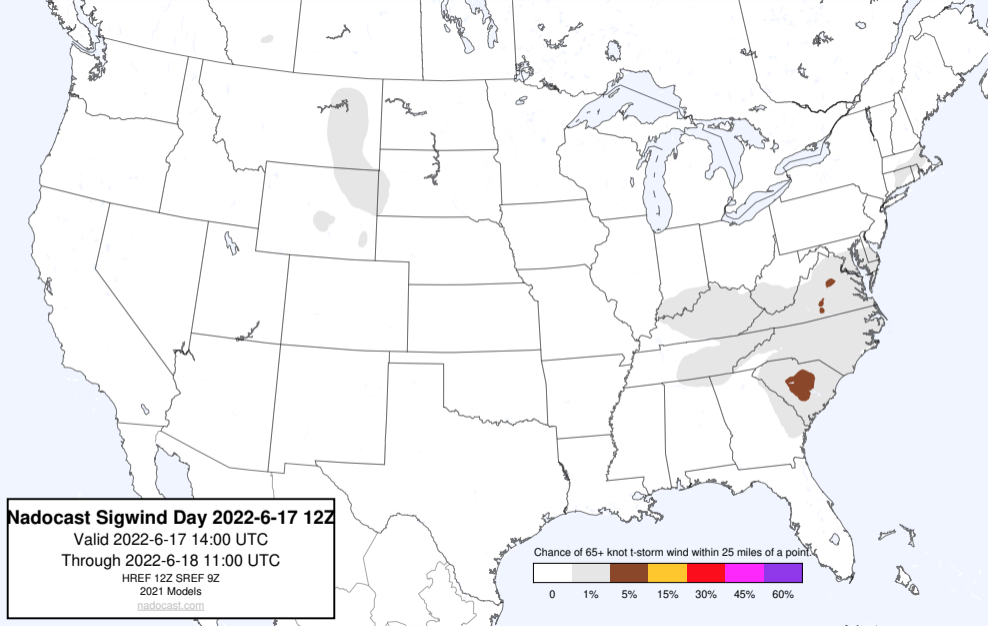 Nadocast Sigwind Day 2022-6-17 12Z
Valid 2022-6-17 14:00 UTC
Through 2022-6-18 11:00 UTC
HREF 12Z SREF 9Z
2021 Models
nadocast.com
Chance of 65+ knot t-storm wind within 25 miles of a point.
0 1% 5% 15% 30% 45% 60%